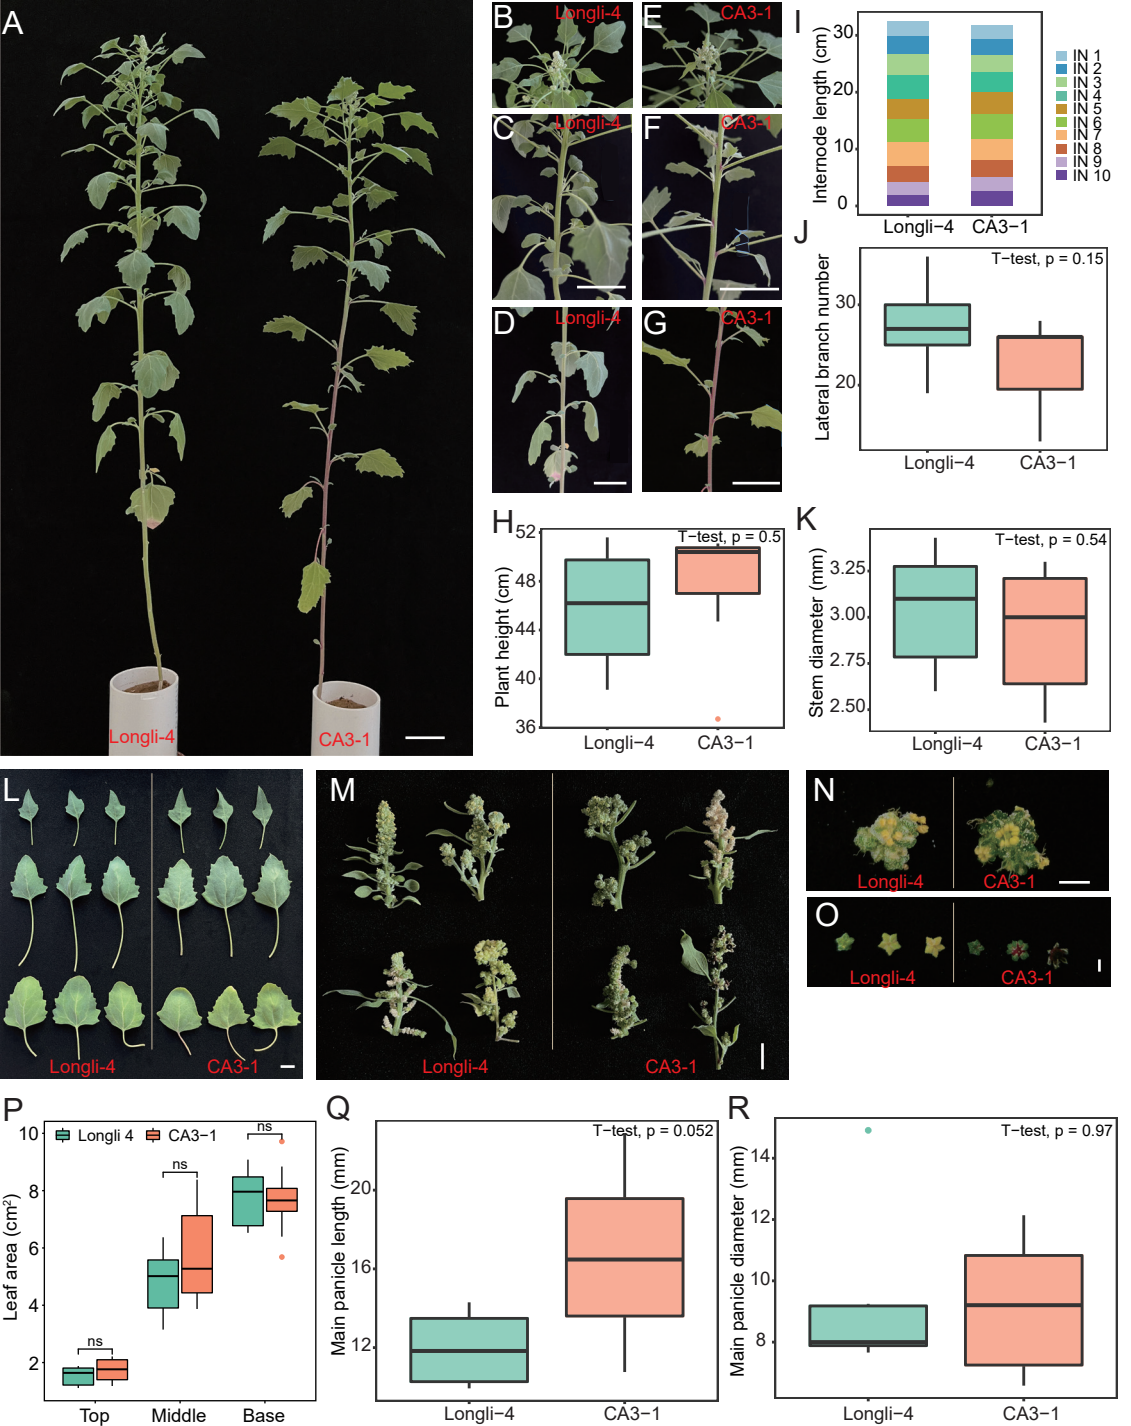 A
Longli-4
CA3-1
B
Longli-4
E
CA3-1
C
Longli-4
F
CA3-1
D
Longli-4
G
CA3-1
I
Internode length (cm)
30
20
10
0
Longli−4
CA3−1
IN 1
IN 2
IN 3
IN 4
IN 5
IN 6
IN 7
IN 8
IN 9
IN 10
J
T−test, p = 0.15
Lateral branch number
30
20
Longli−4
CA3−1
H
T−test, p = 0.5
Plant height (cm)
52
48
44
40
36
Longli−4
CA3−1
K
T−test, p = 0.54
Stem diameter (mm)
3.25
3.00
2.75
2.50
Longli−4
CA3−1
L
Longli-4
CA3-1
M
Longli-4
CA3-1
N
Longli-4
CA3-1
O
Longli-4
CA3-1
P
Longli 4
CA3−1
Leaf area (cm²)
10
8
6
4
2
ns
ns
ns
Top
Middle
Base
Q
T−test, p = 0.052
Main panicle length (mm)
20
16
12
Longli−4
CA3−1
R
T−test, p = 0.97
Main panicle diameter (mm)
14
12
10
8
Longli−4
CA3−1